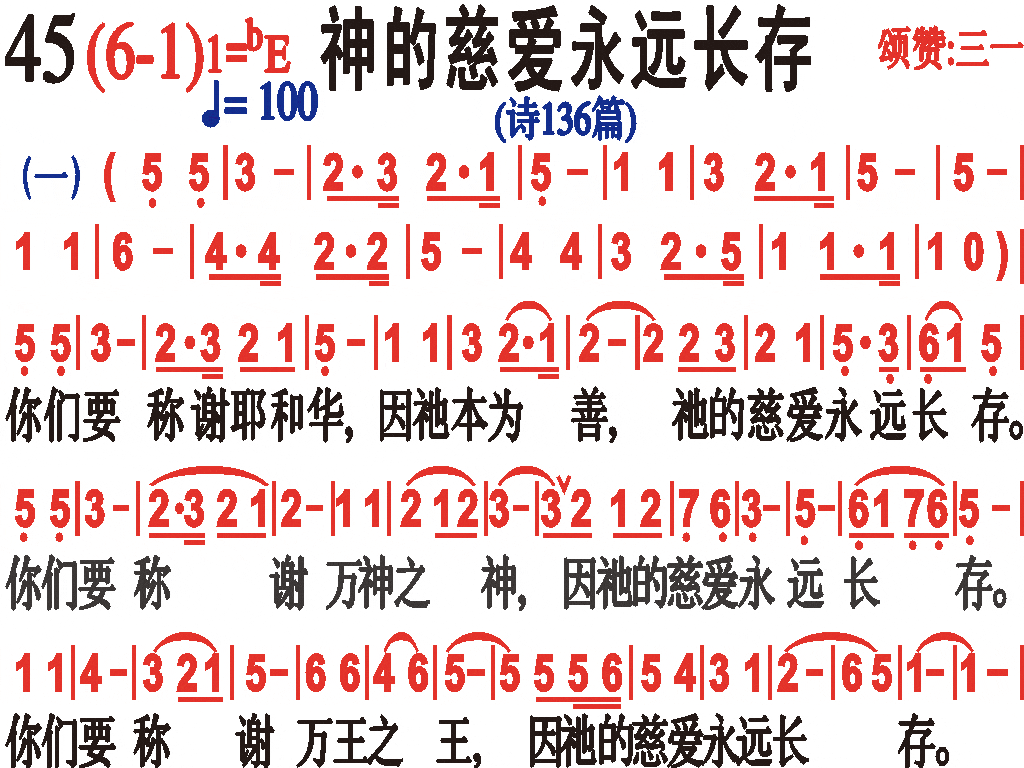 45 (6-1) 1=bE 神的慈爱永远长存 颂赞:三一
♩= 100 (诗136篇)
(一) ( 5 5 | 3 - | 2·3 2·1 | 5 - | 1 1 | 3 2·1 | 5 - | 5 - |
1 1 | 6 - | 4·4 2·2 | 5 - | 4 4 | 3 2·5 | 1 1·1 | 1 0 ) |
5 5 | 3 - | 2·3 2 1 | 5 - | 1 1 | 3 2·1 | 2 - | 2 2 3 | 2 1 | 5·3 | 6 1 5 |
你们要 称谢耶和华, 因祂本为 善, 祂的慈爱永远长 存。
5 5 | 3 - | 2·3 2 1 | 2 - | 1 1 | 2 1 2 | 3 - | 3 ∨ 2 1 2 | 7 6 | 3 - | 5 - | 6 1 7 6 | 5 - |
你们要 称 谢 万神之 神, 因祂的慈爱永 远 长 存。
1 1 | 4 - | 3 2 1 | 5 - | 6 6 | 4 6 | 5 - | 5 5 5 6 | 5 4 | 3 1 | 2 - | 6 5 | 1 - | 1 - |
你们要 称 谢 万王之 王, 因祂的慈爱永远长 存。